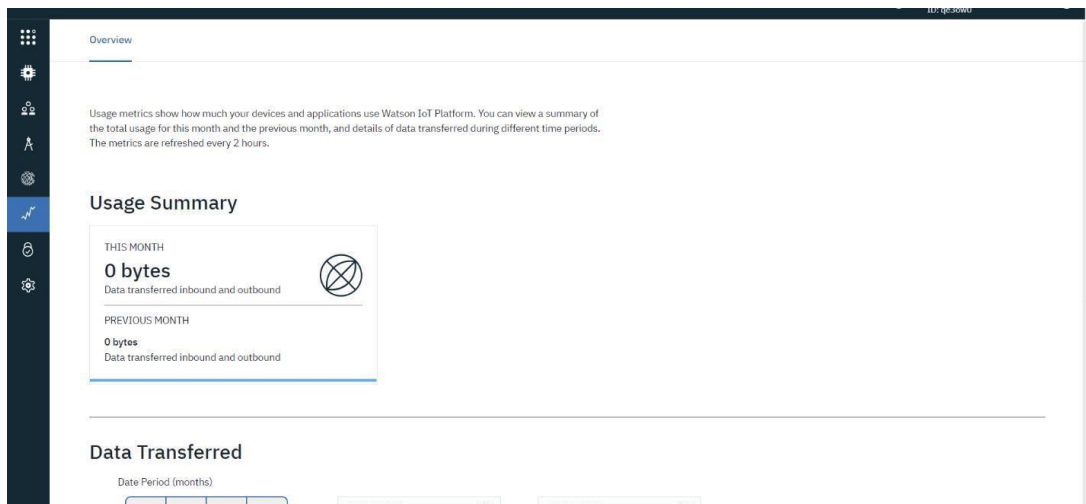 Overview
Usage metrics show how much your devices and applications use Watson IoT Platform. You can view a summary of
the total usage for this month and the previous month, and details of data transferred during different time periods.
The metrics are refreshed every 2 hours.
Usage Summary
THIS MONTH
0 bytes
Data transferred inbound and outbound
PREVIOUS MONTH
0 bytes
Data transferred inbound and outbound
Data Transferred
Date Period (months)